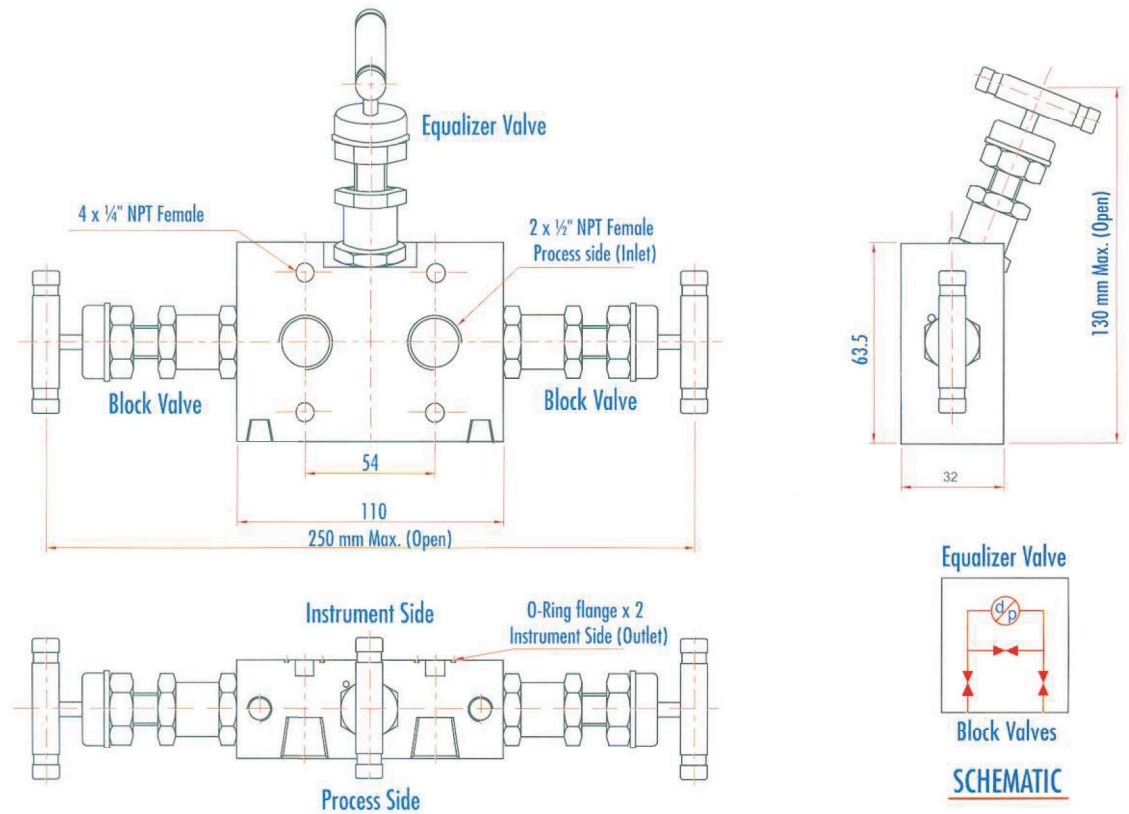 Equalizer Valve
4 x ¼" NPT Female
2 x ½" NPT Female
Process side (Inlet)
Block Valve
Block Valve
54
110
250 mm Max. (Open)
63.5
130 mm Max. (Open)
32
Instrument Side
O-Ring flange x 2
Instrument Side (Outlet)
Process Side
Equalizer Valve
d/p
Block Valves
SCHEMATIC